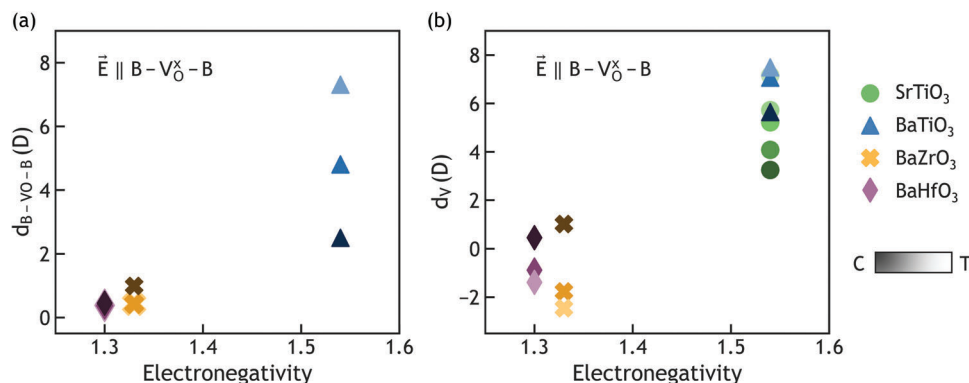 (a)
E⃗ ∥ B – V_O^x – B
d_B – VO – B (D)
8
6
4
2
0
1.3 1.4 1.5 1.6
Electronegativity
(b)
E⃗ ∥ B – V_O^x – B
d_V (D)
8
6
4
2
0
−2
1.3 1.4 1.5 1.6
Electronegativity
SrTiO₃
BaTiO₃
BaZrO₃
BaHfO₃
C T